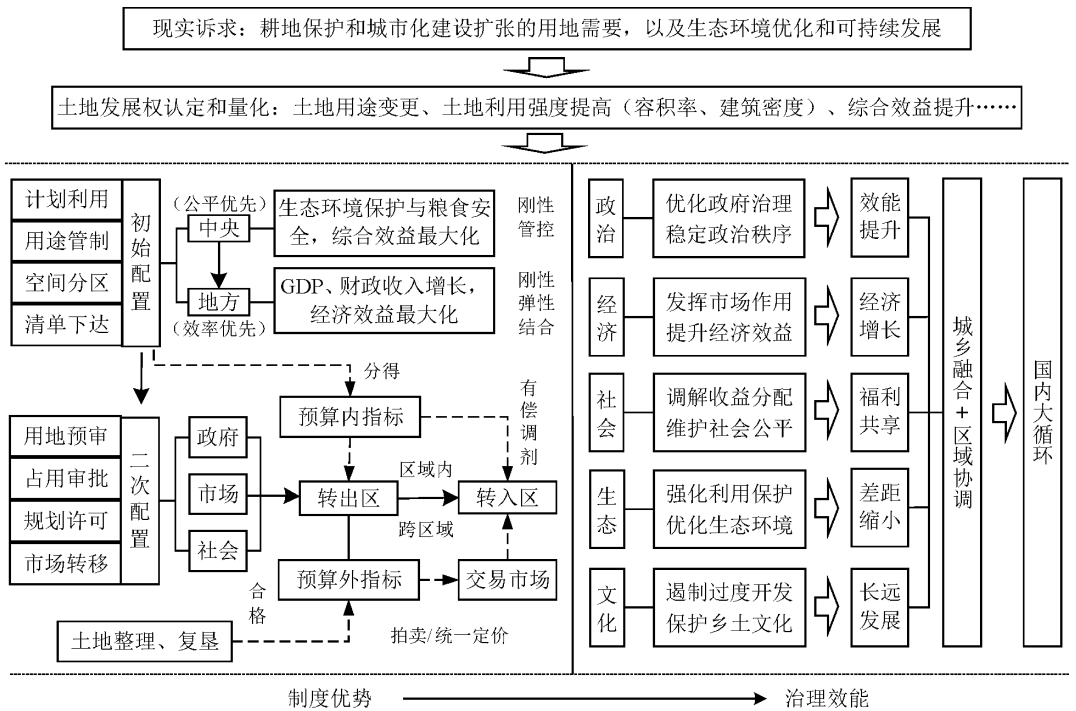 现实诉求：耕地保护和城市化建设扩张的用地需要，以及生态环境优化和可持续发展
土地发展权认定和量化：土地用途变更、土地利用强度提高（容积率、建筑密度）、综合效益提升……
计划利用
用途管制
空间分区
清单下达
初始配置
（公平优先）
中央
地方
（效率优先）
生态环境保护与粮食安
全，综合效益最大化
GDP、财政收入增长，
经济效益最大化
刚性
管控
刚性
弹性
结合
分得
预算内指标
有偿调剂
用地预审
占用审批
规划许可
市场转移
二次配置
政府
市场
社会
转出区
区域内
跨区域
转入区
预算外指标
交易市场
合格
土地整理、复垦
拍卖/统一定价
政治
优化政府治理
稳定政治秩序
效能
提升
经济
发挥市场作用
提升经济效益
经济
增长
社会
调解收益分配
维护社会公平
福利
共享
生态
强化利用保护
优化生态环境
差距
缩小
文化
遏制过度开发
保护乡土文化
长远
发展
城乡融合+区域协调
国内大循环
制度优势
治理效能